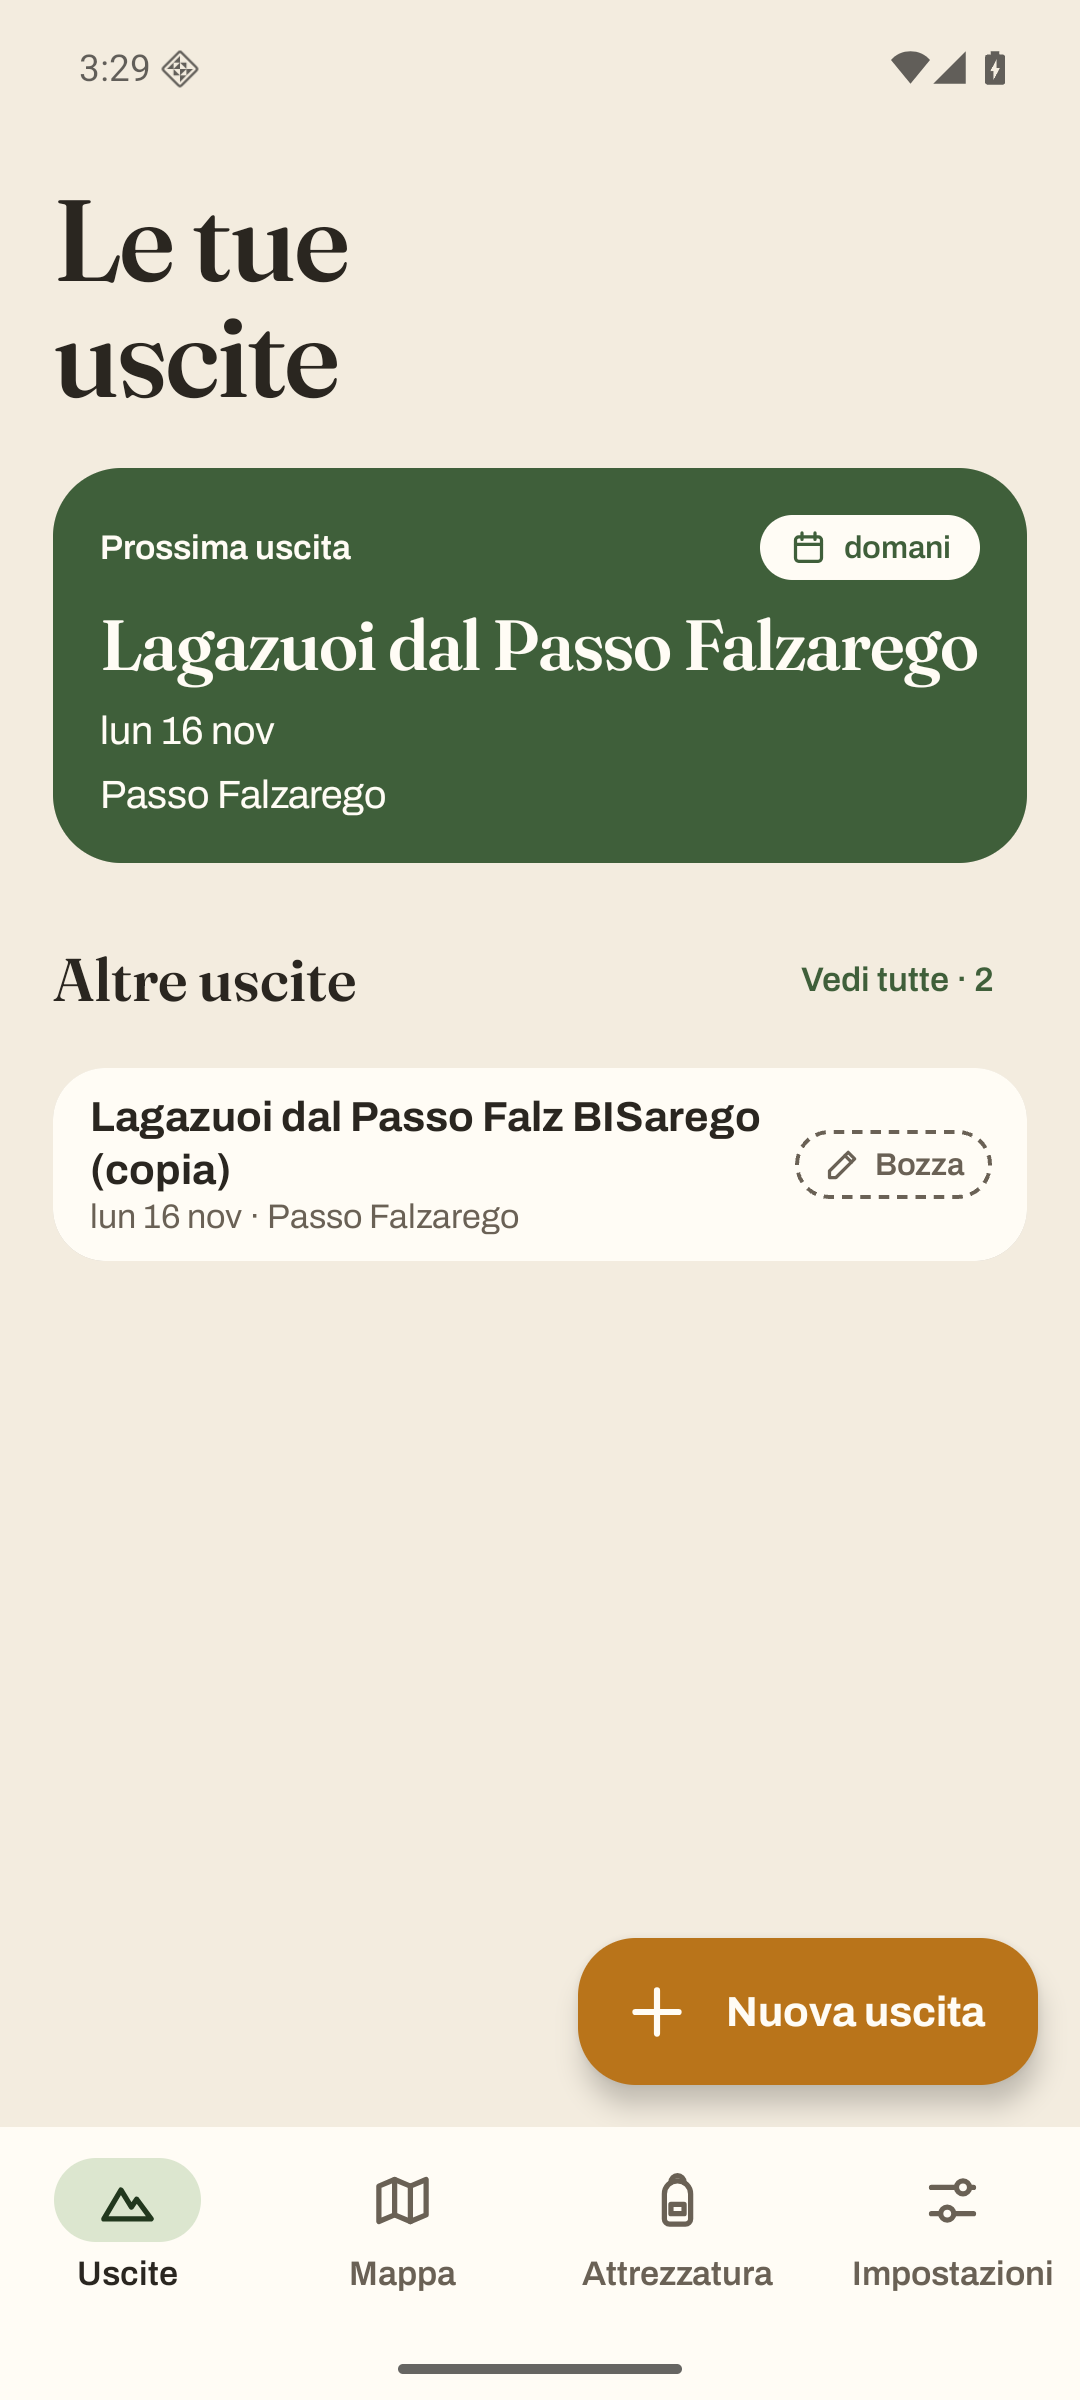 3:29
Le tue
uscite
Prossima uscita
domani
Lagazuoi dal Passo Falzarego
lun 16 nov
Passo Falzarego
Altre uscite
Vedi tutte · 2
Lagazuoi dal Passo Falz BISarego
(copia)
Bozza
lun 16 nov · Passo Falzarego
Nuova uscita
Uscite
Mappa
Attrezzatura
Impostazioni